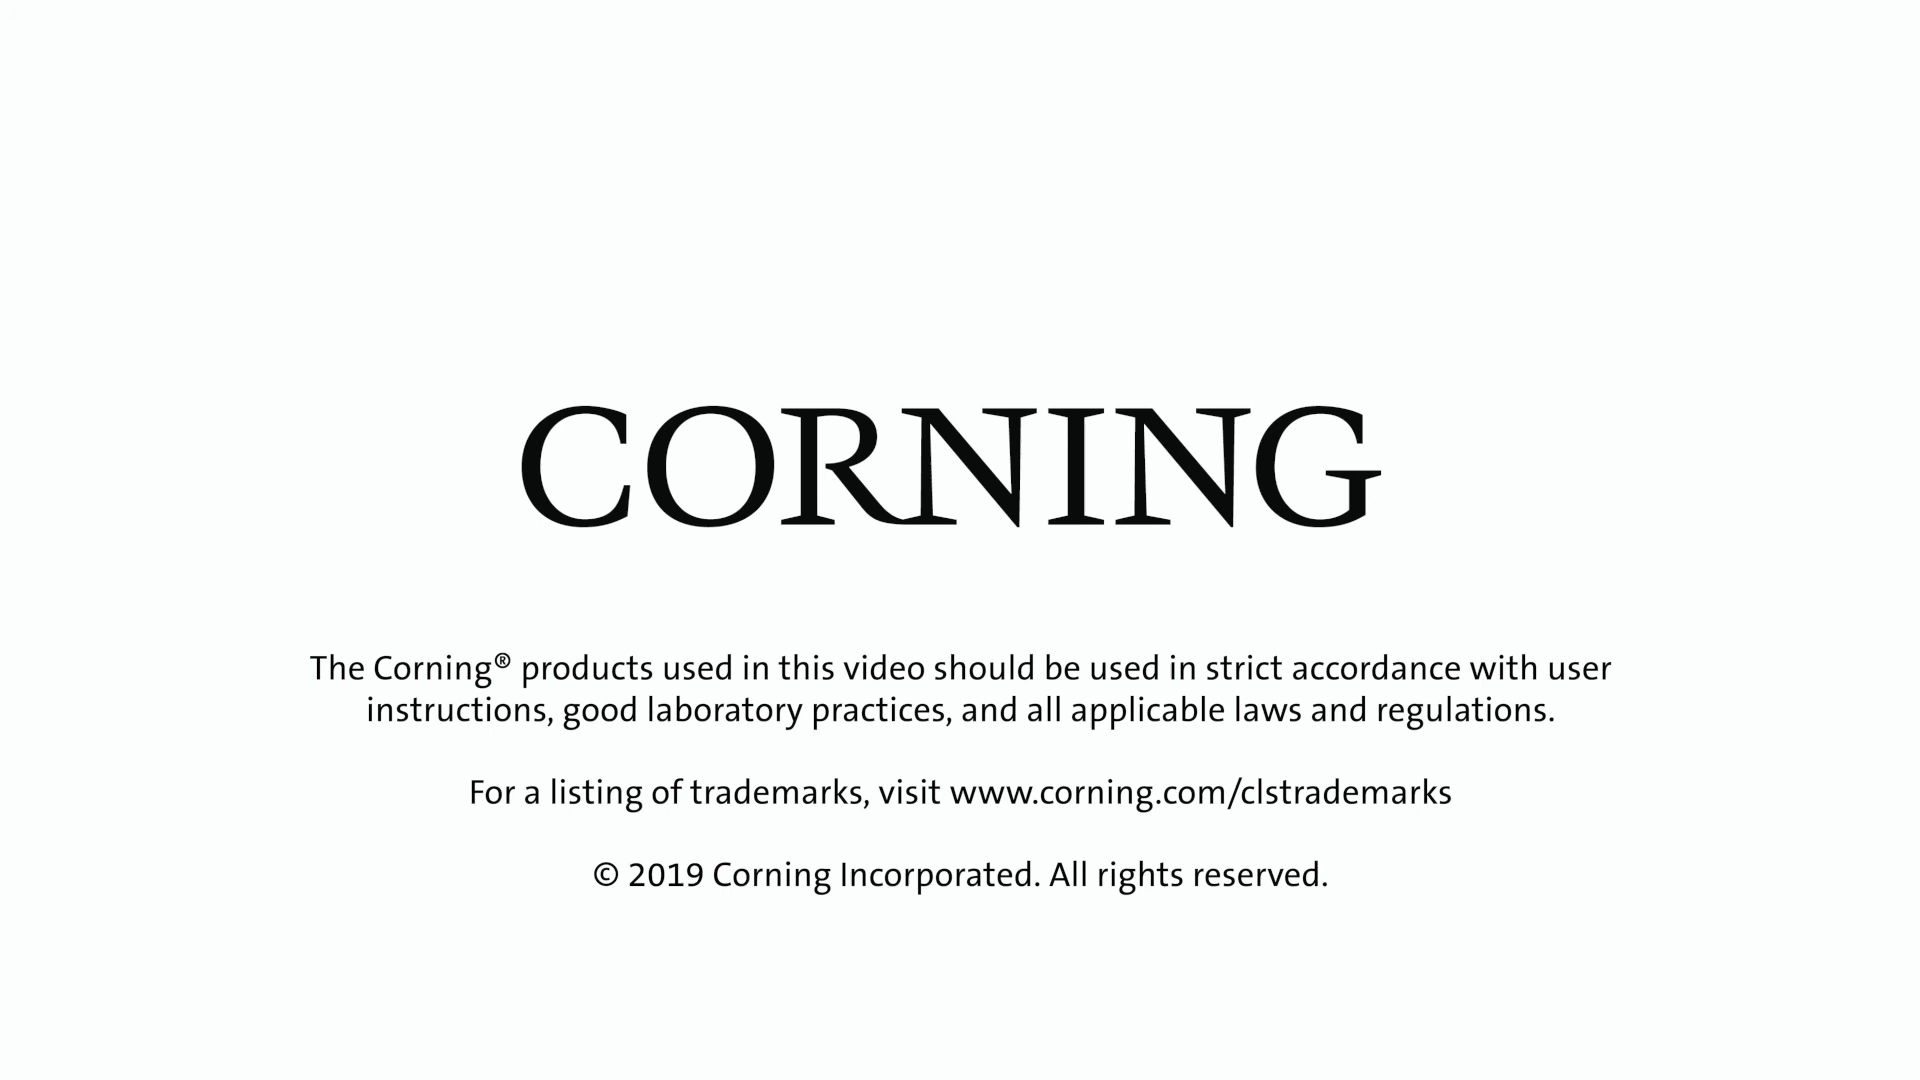 CORNING
The Corning® products used in this video should be used in strict accordance with user
instructions, good laboratory practices, and all applicable laws and regulations.
For a listing of trademarks, visit www.corning.com/clstrademarks
© 2019 Corning Incorporated. All rights reserved.